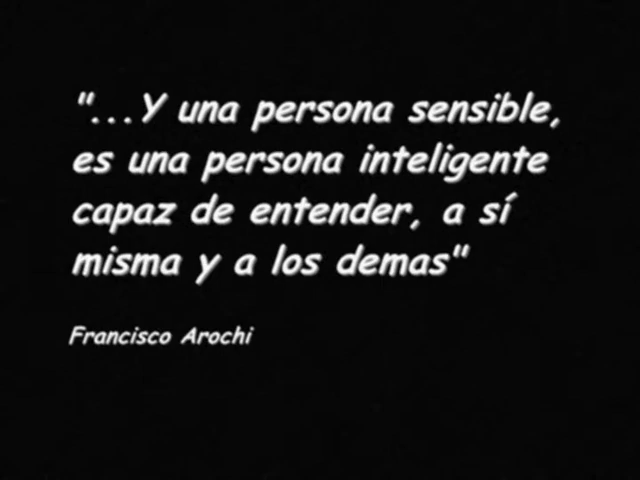 "...Y una persona sensible,
es una persona inteligente
capaz de entender, a sí
misma y a los demas"
Francisco Arochi